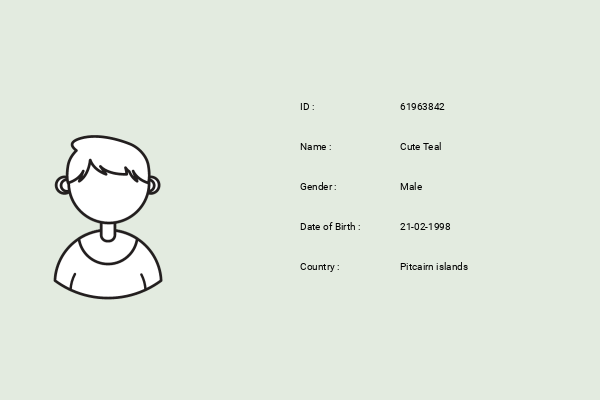 ID : 61963842
Name : Cute Teal
Gender : Male
Date of Birth : 21-02-1998
Country : Pitcairn islands